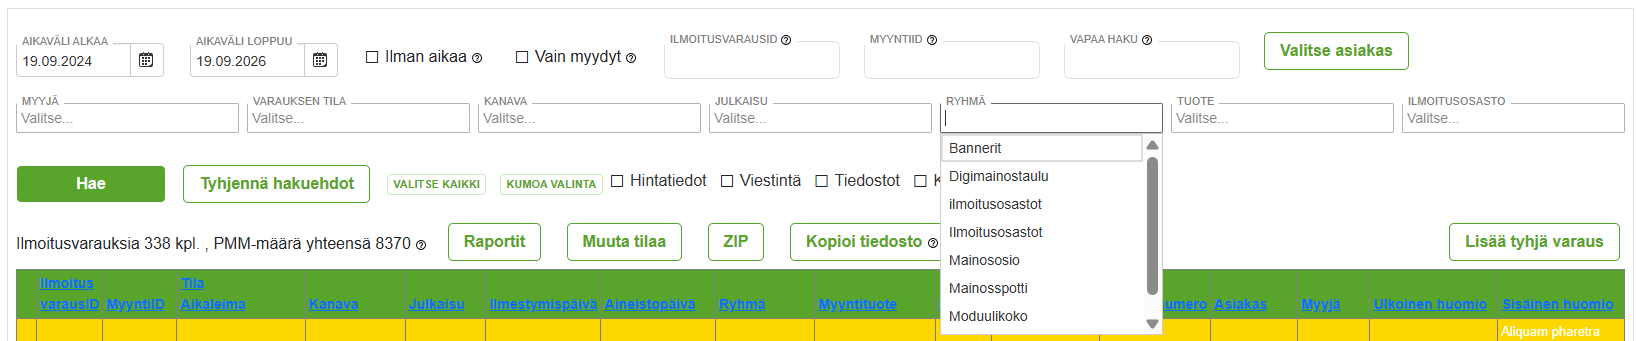 AIKAVÄLI ALKAA
19.09.2024
AIKAVÄLI LOPPUU
19.09.2026
Ilman aikaa
Vain myydyt
ILMOITUSVARAUSID
MYYNTIID
VAPAA HAKU
Valitse asiakas
MYYJÄ
Valitse...
VARAUKSEN TILA
Valitse...
KANAVA
Valitse...
JULKAISU
Valitse...
RYHMÄ
TUOTE
Valitse...
ILMOITUSOSASTO
Valitse...
Bannerit
Digimainostaulu
ilmoitusosastot
Ilmoitusosastot
Mainososio
Mainosspotti
Moduulikoko
Hae
Tyhjennä hakuehdot
VALITSE KAIKKI
KUMOA VALINTA
Hintatiedot
Viestintä
Tiedostot
Ilmoitusvarauksia 338 kpl. , PMM-määrä yhteensä 8370
Raportit
Muuta tilaa
ZIP
Kopioi tiedosto
Lisää tyhjä varaus
Ilmoitus
varausID
MyyntiID
Tila
Aikaleima
Kanava
Julkaisu
Ilmestymispäivä
Aineistopäivä
Ryhmä
Myyntituote
umero
Asiakas
Myyjä
Ulkoinen huomio
Sisäinen huomio
Aliquam pharetra